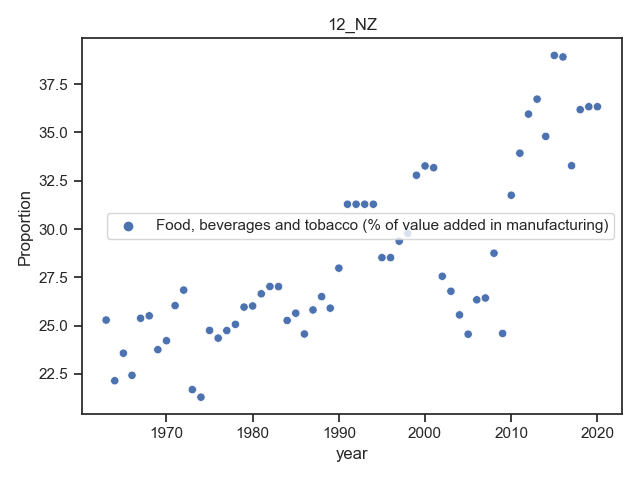 12_NZ
Proportion
37.5
35.0
32.5
30.0
27.5
25.0
22.5
Food, beverages and tobacco (% of value added in manufacturing)
1970 1980 1990 2000 2010 2020
year